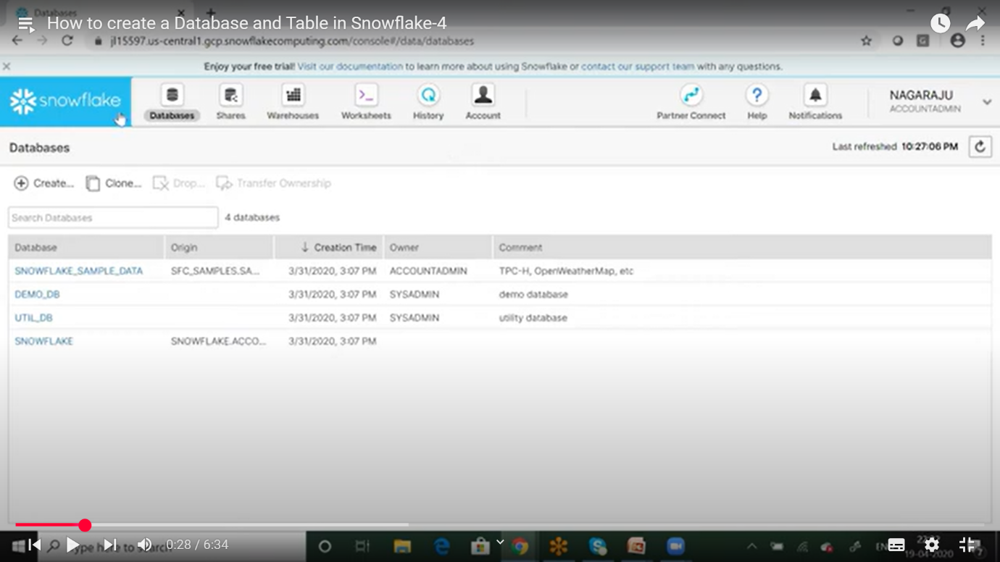 Databases
How to create a Database and Table in Snowflake-4
jl15597.us-central1.gcp.snowflakecomputing.com/console#/data/databases
Enjoy your free trial! Visit our documentation to learn more about using Snowflake or contact our support team with any questions.
snowflake
Databases Shares Warehouses Worksheets History Account Partner Connect Help Notifications
NAGARAJU
ACCOUNTADMIN
Databases
Last refreshed 10:27:06 PM
Create... Clone... Drop... Transfer Ownership
Search Databases 4 databases
Database Origin Creation Time Owner Comment
SNOWFLAKE_SAMPLE_DATA SFC_SAMPLES.SA... 3/31/2020, 3:07 PM ACCOUNTADMIN TPC-H, OpenWeatherMap, etc
DEMO_DB 3/31/2020, 3:07 PM SYSADMIN demo database
UTIL_DB 3/31/2020, 3:07 PM SYSADMIN utility database
SNOWFLAKE SNOWFLAKE.ACCO... 3/31/2020, 3:07 PM
0:28 / 6:34
Type here to search
19-04-2020